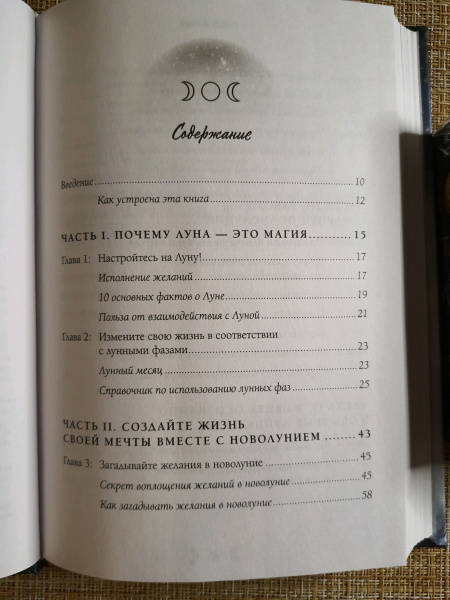 Содержание
Введение 10
Как устроена эта книга 12
ЧАСТЬ I. ПОЧЕМУ ЛУНА — ЭТО МАГИЯ 15
Глава 1: Настройтесь на Луну! 17
Исполнение желаний 17
10 основных фактов о Луне 19
Польза от взаимодействия с Луной 21
Глава 2: Измените свою жизнь в соответствии
с лунными фазами 23
Лунный месяц 23
Справочник по использованию лунных фаз 25
ЧАСТЬ II. СОЗДАЙТЕ ЖИЗНЬ
СВОЕЙ МЕЧТЫ ВМЕСТЕ С НОВОЛУНИЕМ 43
Глава 3: Загадывайте желания в новолуние 45
Секрет воплощения желаний в новолуние 45
Как загадывать желания в новолуние 58